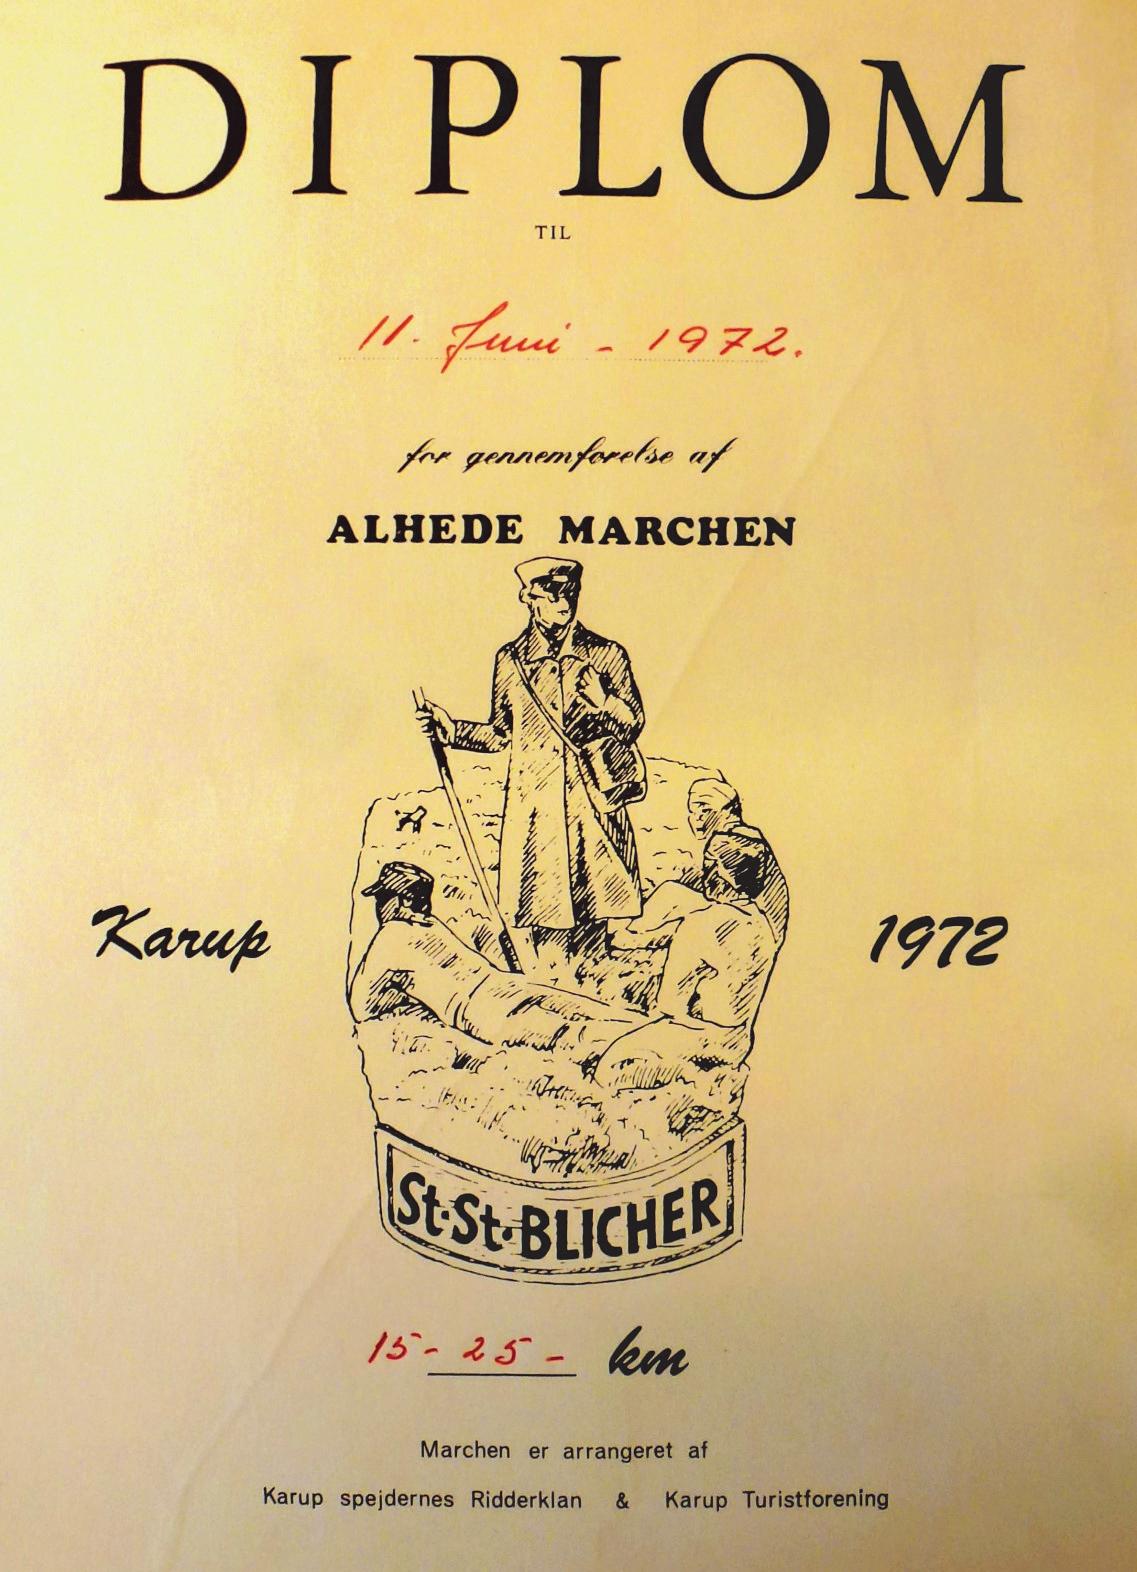 DIPLOM
TIL
11. Juni - 1972.
for gennemførelse af
ALHEDE MARCHEN
Karup 1972
St·St·BLICHER
15- 25 - km
Marchen er arrangeret af
Karup spejdernes Ridderklan & Karup Turistforening